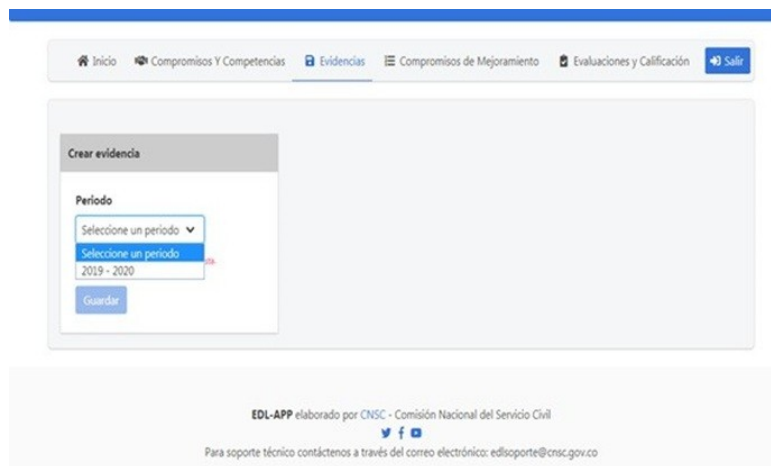 Inicio Compromisos Y Competencias Evidencias Compromisos de Mejoramiento Evaluaciones y Calificación Salir
Crear evidencia
Periodo
Seleccione un periodo
Seleccione un periodo
2019 - 2020
Guardar
EDL-APP elaborado por CNSC - Comisión Nacional del Servicio Civil
Para soporte técnico contáctenos a través del correo electrónico: edlsoporte@cnsc.gov.co